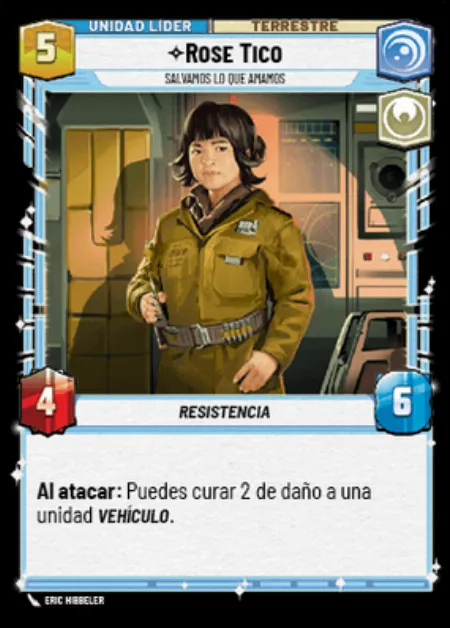 UNIDAD LÍDER
TERRESTRE
5
Rose Tico
SALVAMOS LO QUE AMAMOS
4
RESISTENCIA
6
Al atacar: Puedes curar 2 de daño a una
unidad VEHÍCULO.
ERIC HIBBELER